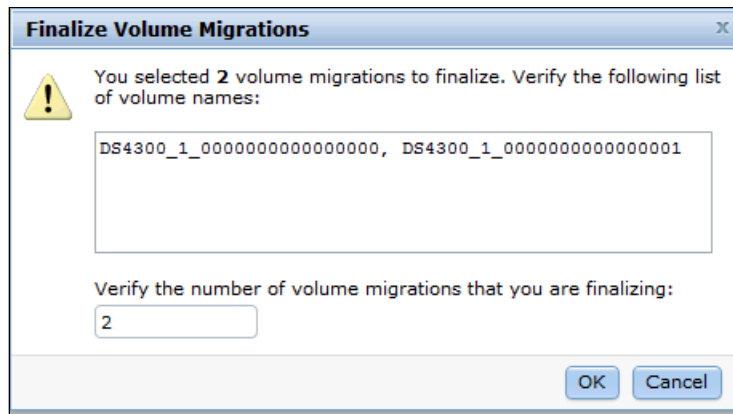 Finalize Volume Migrations
x
You selected 2 volume migrations to finalize. Verify the following list
of volume names:
DS4300_1_0000000000000000, DS4300_1_0000000000000001
Verify the number of volume migrations that you are finalizing:
2
OK Cancel